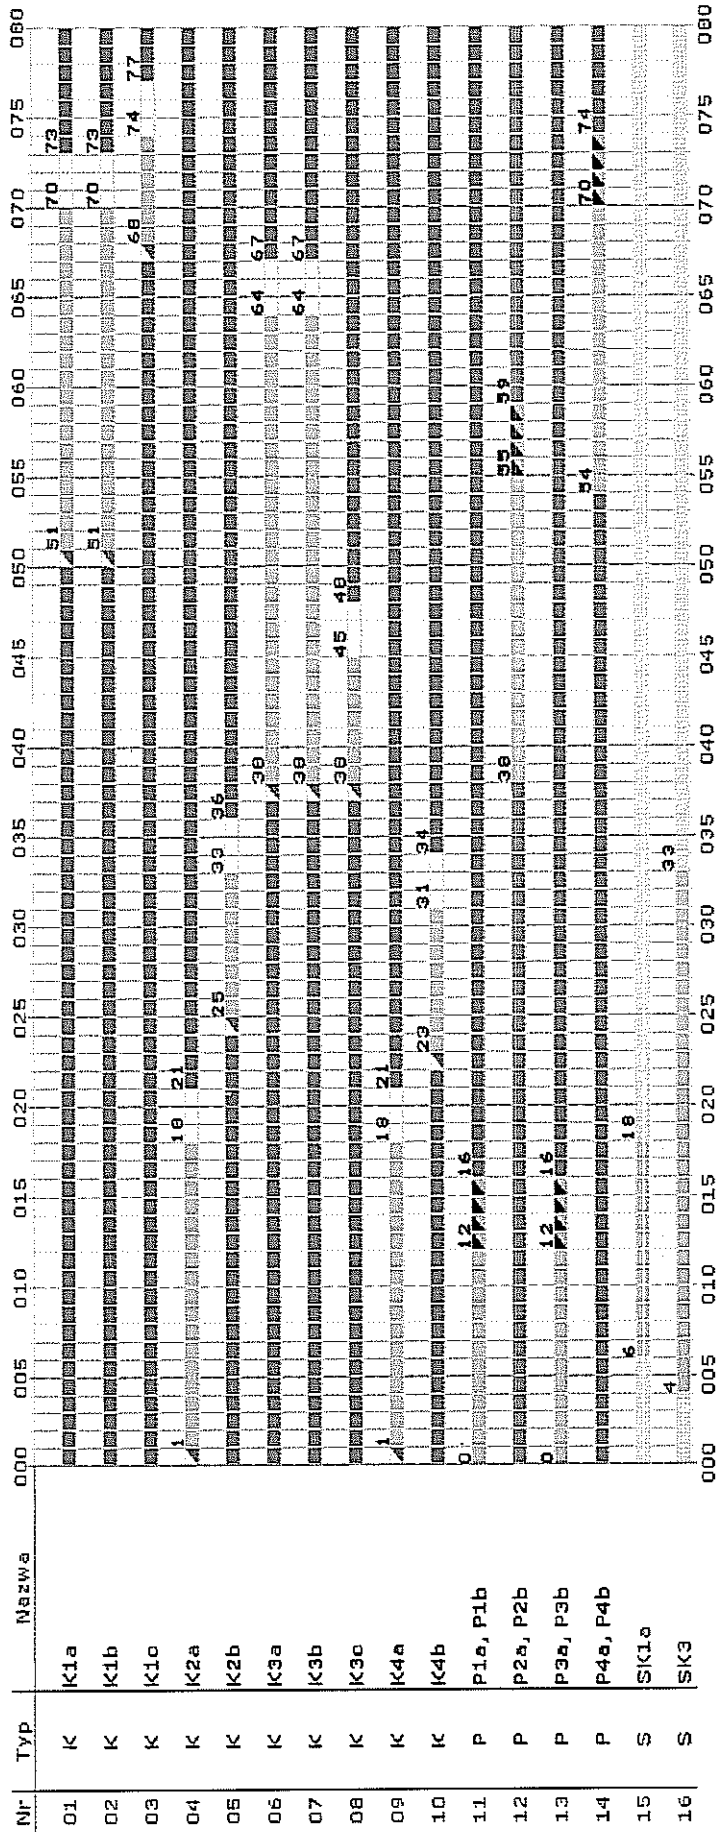 Nr Typ Nazwa 000 005 010 015 020 025 030 035 040 045 050 055 060 065 070 075 080
01 K K1a 51 70 73
02 K K1b 51 70 73
03 K K1c 68 74 77
04 K K2a 1 18 21
05 K K2b 25 33 36
06 K K3a 38 64 67
07 K K3b 38 64 67
08 K K3c 38 45 48
09 K K4a 1 18 21
10 K K4b 23 31 34
11 P P1a, P1b 0 12 16
12 P P2a, P2b 38 55 59
13 P P3a, P3b 0 12 16
14 P P4a, P4b 54 70 74
15 S SK1a 6 18
16 S SK3 4 33
000 005 010 015 020 025 030 035 040 045 050 055 060 065 070 075 080